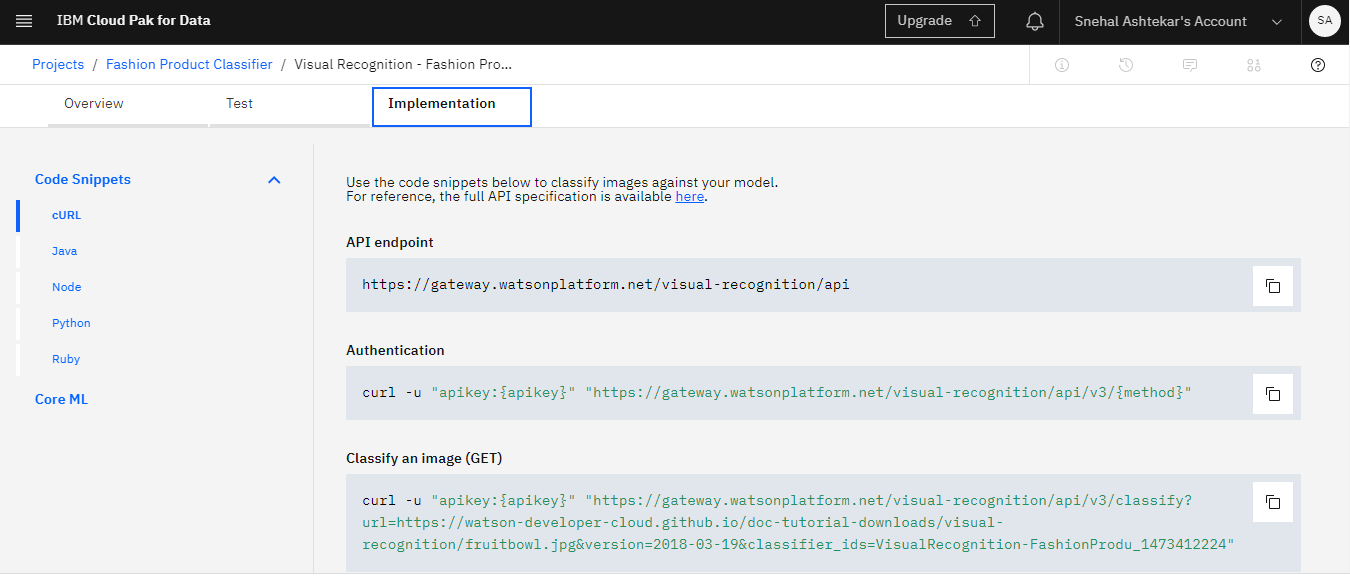 IBM Cloud Pak for Data
Upgrade
Snehal Ashtekar's Account
SA
Projects / Fashion Product Classifier / Visual Recognition - Fashion Pro...
Overview
Test
Implementation
Code Snippets
cURL
Java
Node
Python
Ruby
Core ML
Use the code snippets below to classify images against your model.
For reference, the full API specification is available here.
API endpoint
https://gateway.watsonplatform.net/visual-recognition/api
Authentication
curl -u "apikey:{apikey}" "https://gateway.watsonplatform.net/visual-recognition/api/v3/{method}"
Classify an image (GET)
curl -u "apikey:{apikey}" "https://gateway.watsonplatform.net/visual-recognition/api/v3/classify?
url=https://watson-developer-cloud.github.io/doc-tutorial-downloads/visual-
recognition/fruitbowl.jpg&version=2018-03-19&classifier_ids=VisualRecognition-FashionProdu_1473412224"